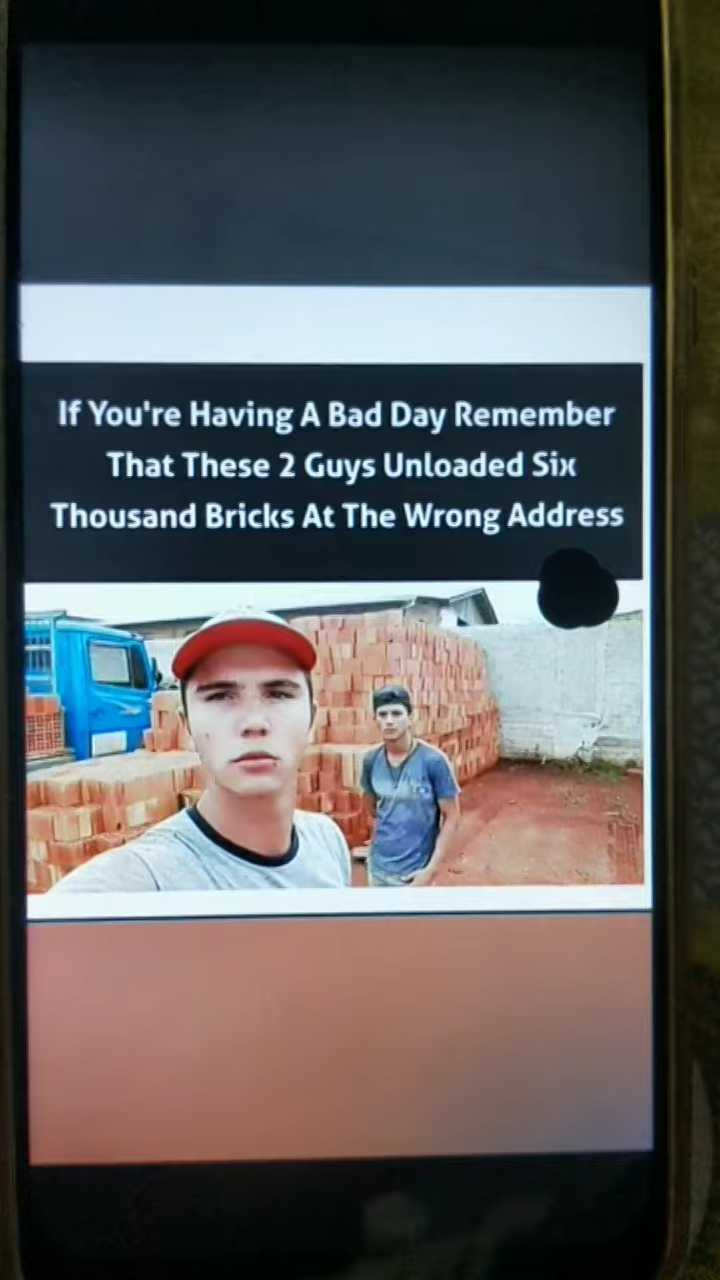 If You're Having A Bad Day Remember
That These 2 Guys Unloaded Six
Thousand Bricks At The Wrong Address